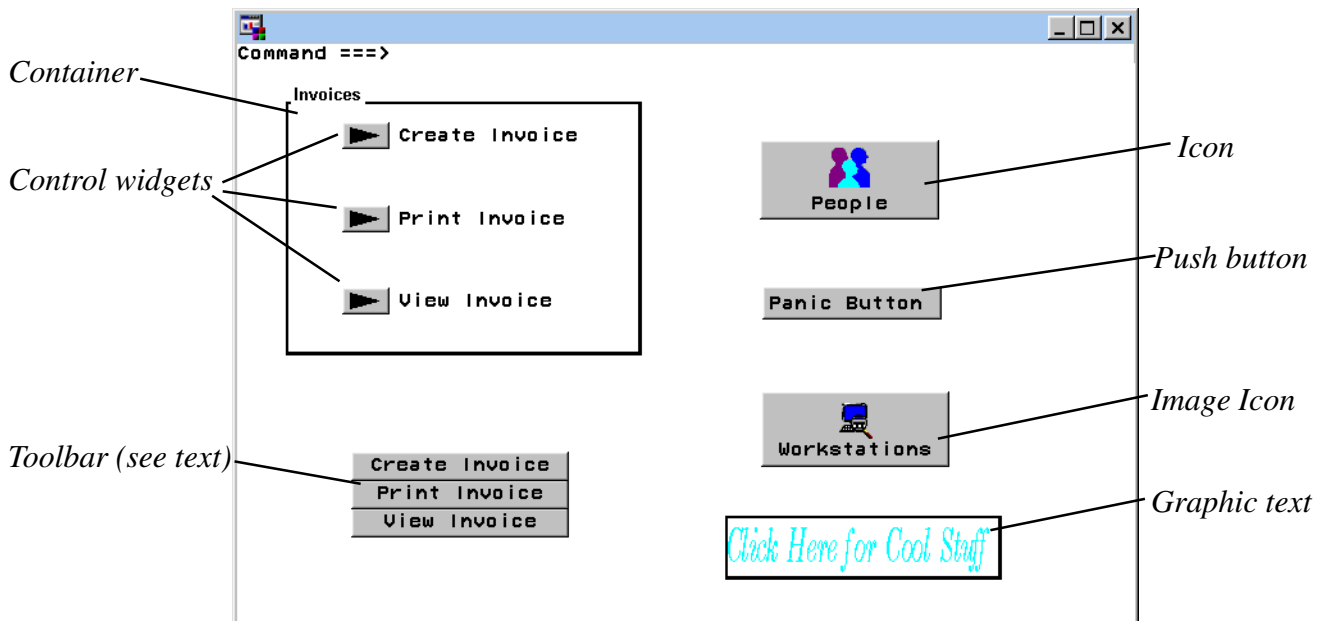 Command ===>
Container
Invoices
Create Invoice
Icon
Control widgets
People
Print Invoice
Push button
View Invoice
Panic Button
Image Icon
Workstations
Toolbar (see text)
Create Invoice
Print Invoice
View Invoice
Graphic text
Click Here for Cool Stuff